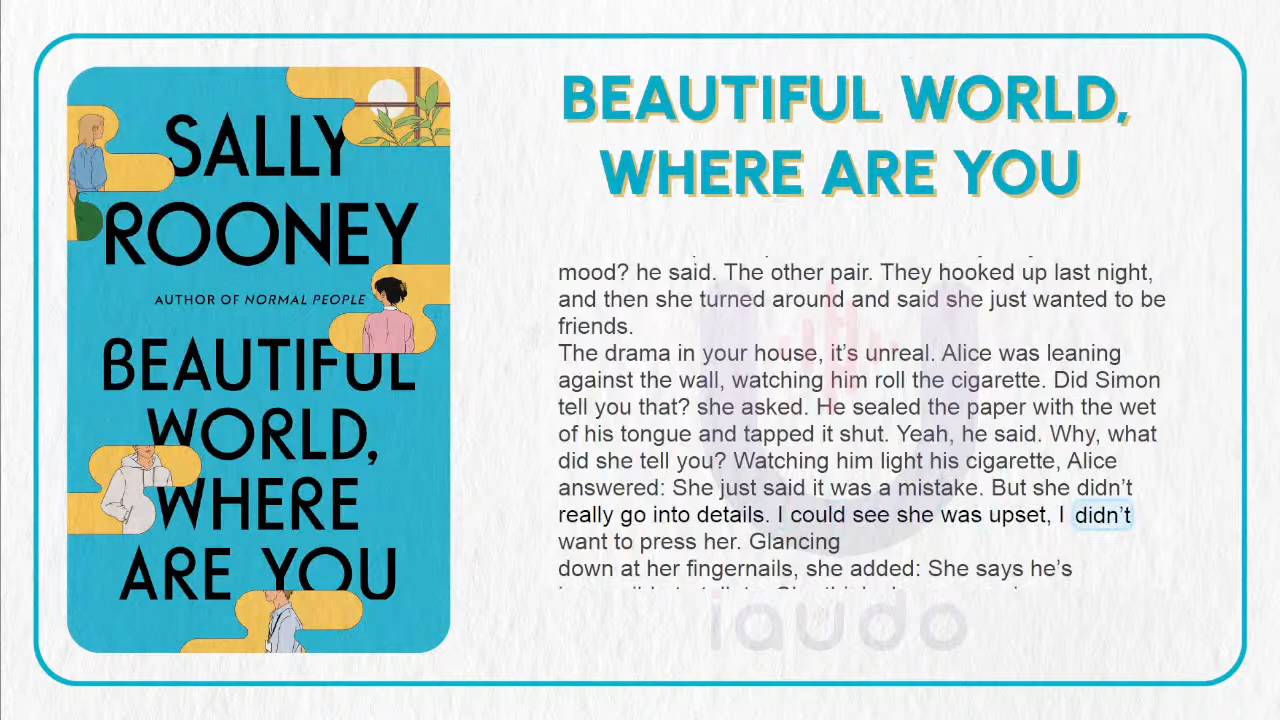 SALLY
ROONEY
AUTHOR OF NORMAL PEOPLE
BEAUTIFUL
WORLD,
WHERE
ARE YOU
BEAUTIFUL WORLD,
WHERE ARE YOU
mood? he said. The other pair. They hooked up last night,
and then she turned around and said she just wanted to be
friends.
The drama in your house, it’s unreal. Alice was leaning
against the wall, watching him roll the cigarette. Did Simon
tell you that? she asked. He sealed the paper with the wet
of his tongue and tapped it shut. Yeah, he said. Why, what
did she tell you? Watching him light his cigarette, Alice
answered: She just said it was a mistake. But she didn’t
really go into details. I could see she was upset, I didn’t
want to press her. Glancing
down at her fingernails, she added: She says he’s
iaudo